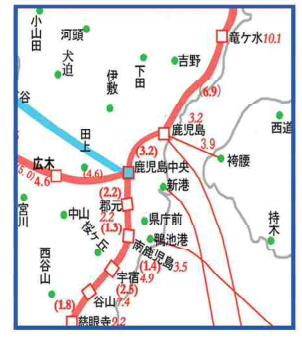 小山田
河頭
犬迫
下田
吉野
竜ケ水10.1
伊敷
(6.9)
谷
田上
3.2
鹿児島
西道
(3.2)
3.9
袴腰
広木
(5.0)
4.6
(4.6)
鹿児島中央
新港
宮川
(2.2)
郡元
2.2
中山
桜ケ丘
(1.3)
県庁前
鴨池港
持木
南鹿児島
3.5
西谷山
(1.4)
宇宿
4.9
(2.5)
谷山
7.4
(1.8)
慈眼寺9.2